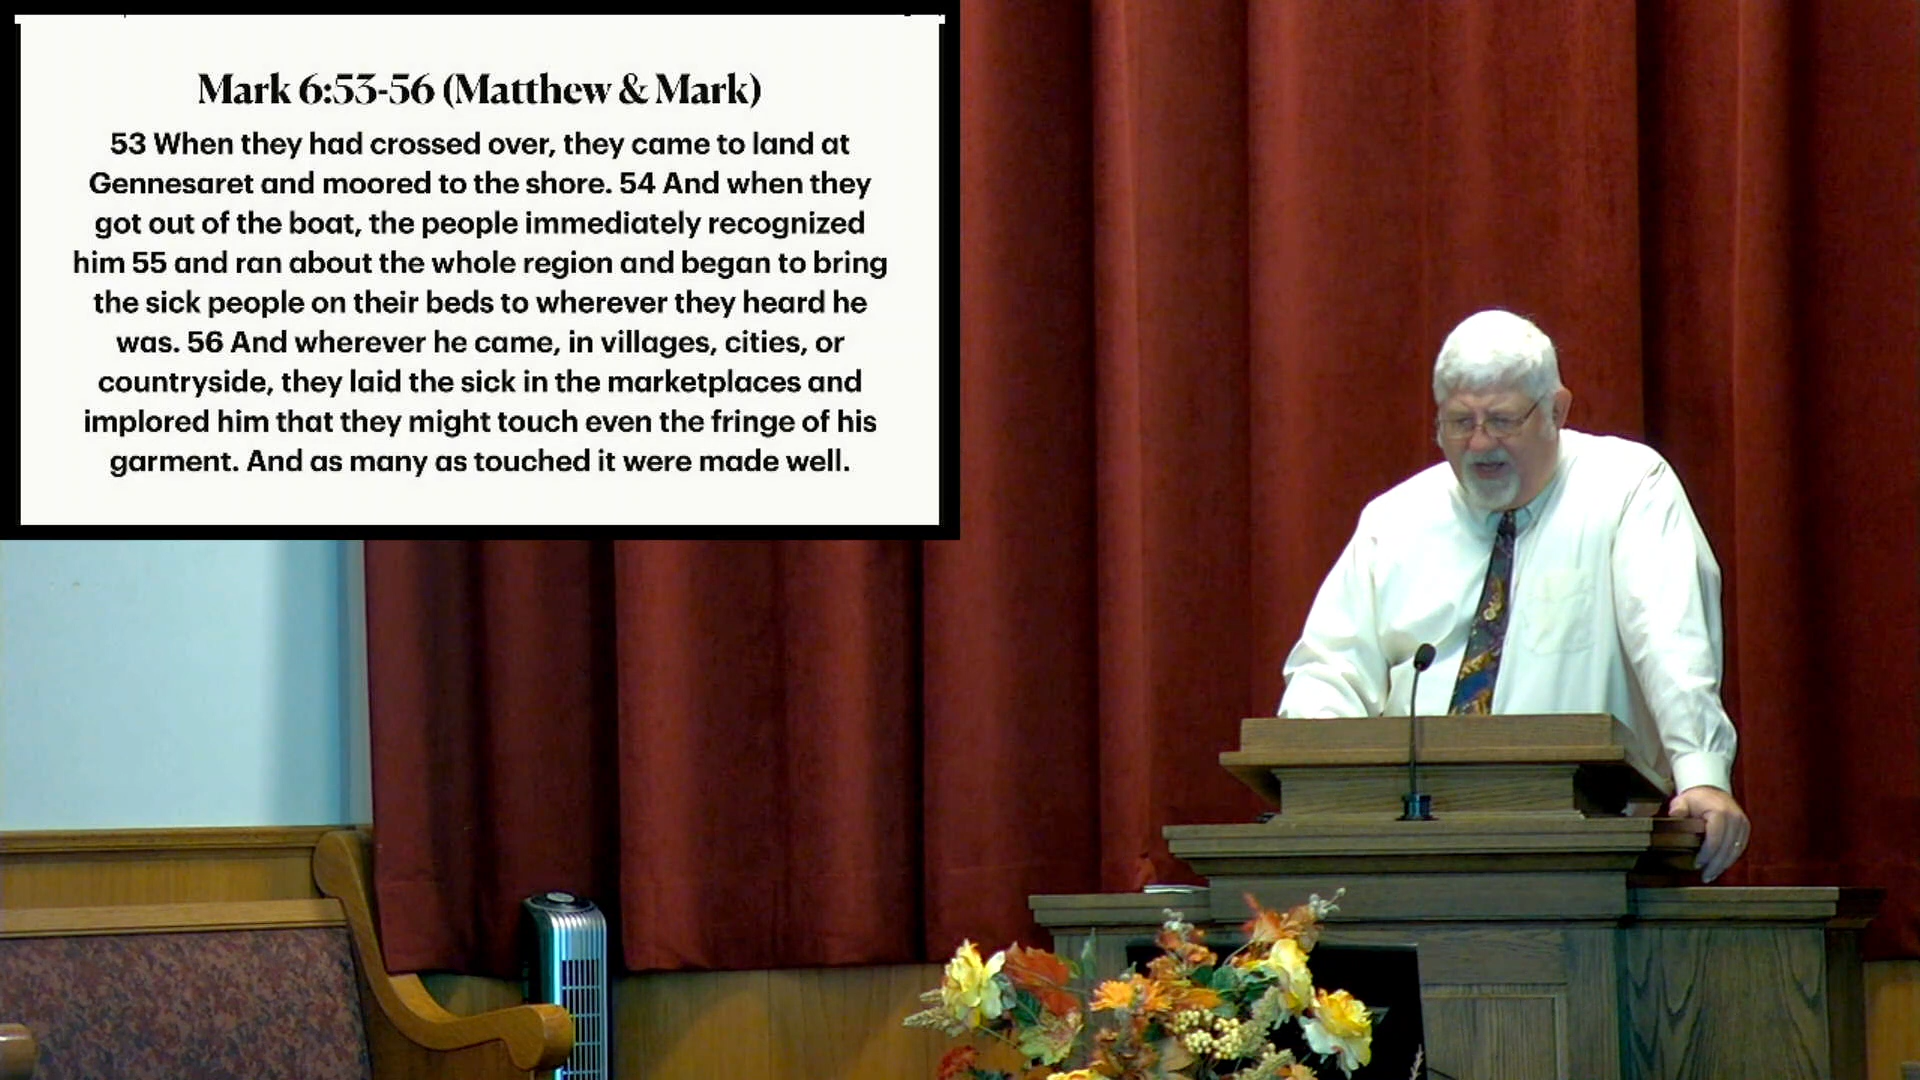 Mark 6:53-56 (Matthew & Mark)
53 When they had crossed over, they came to land at
Gennesaret and moored to the shore. 54 And when they
got out of the boat, the people immediately recognized
him 55 and ran about the whole region and began to bring
the sick people on their beds to wherever they heard he
was. 56 And wherever he came, in villages, cities, or
countryside, they laid the sick in the marketplaces and
implored him that they might touch even the fringe of his
garment. And as many as touched it were made well.